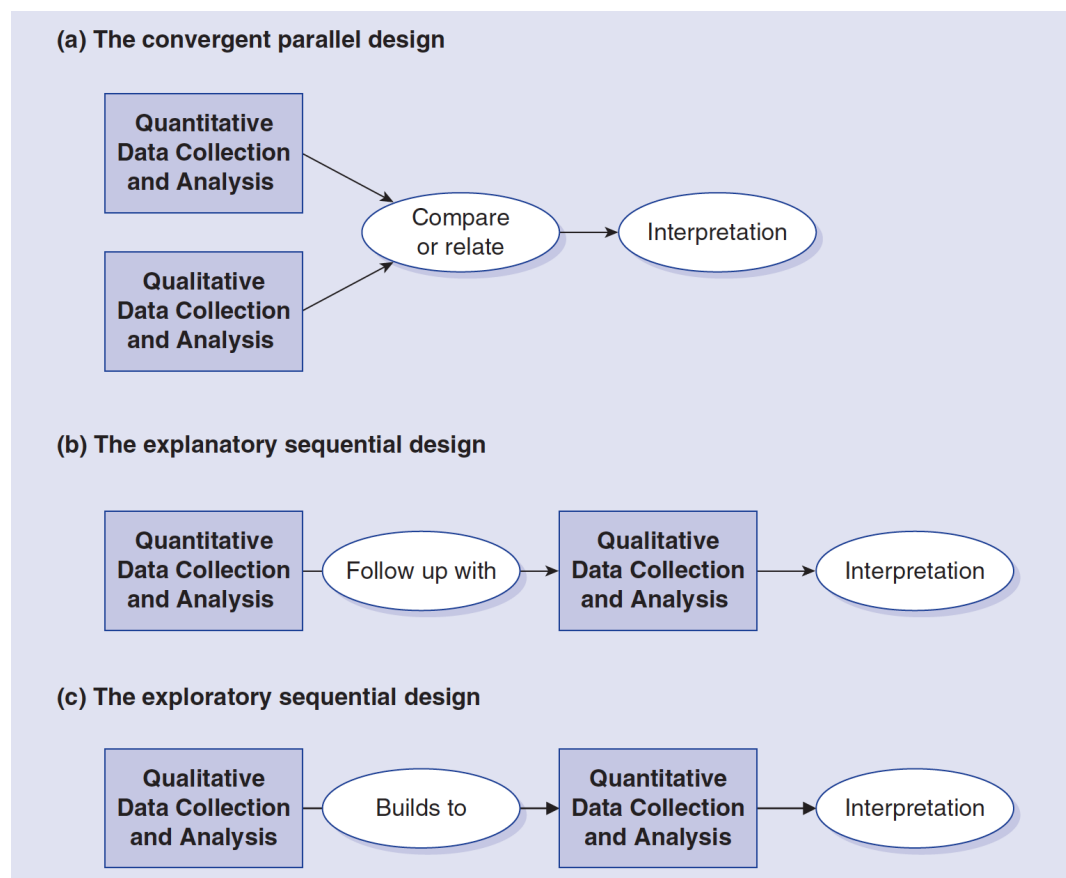 (a) The convergent parallel design
Quantitative
Data Collection
and Analysis
Compare
or relate
Interpretation
Qualitative
Data Collection
and Analysis
(b) The explanatory sequential design
Quantitative
Data Collection
and Analysis
Follow up with
Qualitative
Data Collection
and Analysis
Interpretation
(c) The exploratory sequential design
Qualitative
Data Collection
and Analysis
Builds to
Quantitative
Data Collection
and Analysis
Interpretation